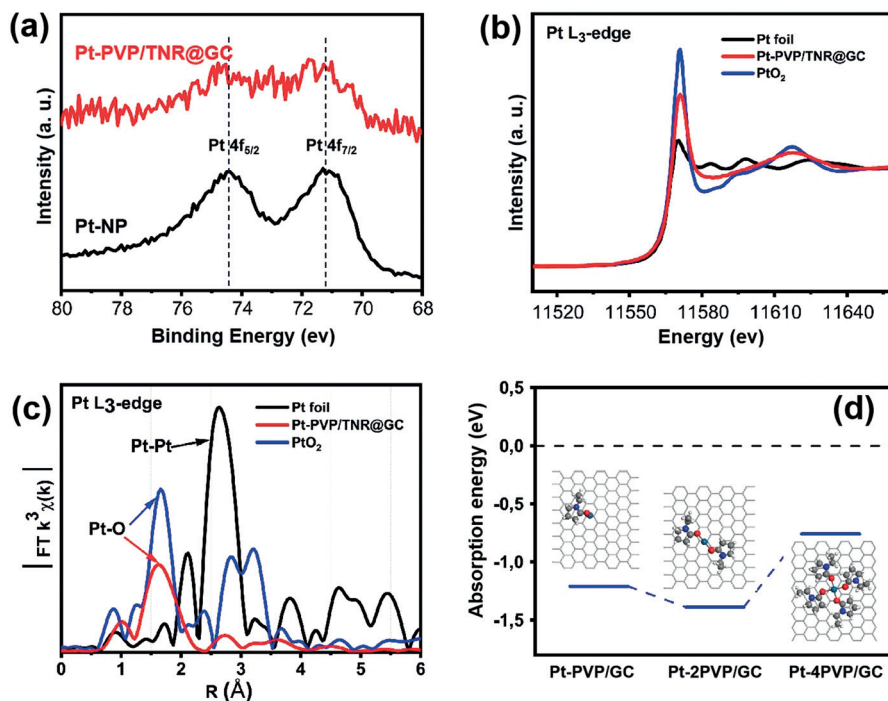 (a)
Pt-PVP/TNR@GC
Pt 4f5/2
Pt 4f7/2
Pt-NP
Intensity (a. u.)
80 78 76 74 72 70 68
Binding Energy (ev)
(b)
Pt L3-edge
Pt foil
Pt-PVP/TNR@GC
PtO2
Intensity (a. u.)
11520 11550 11580 11610 11640
Energy (ev)
(c)
Pt L3-edge
Pt foil
Pt-PVP/TNR@GC
PtO2
Pt-Pt
Pt-O
| FT k³χ(k) |
0 1 2 3 4 5 6
R (Å)
(d)
Absorption energy (eV)
0,5
0,0
-0,5
-1,0
-1,5
Pt-PVP/GC Pt-2PVP/GC Pt-4PVP/GC